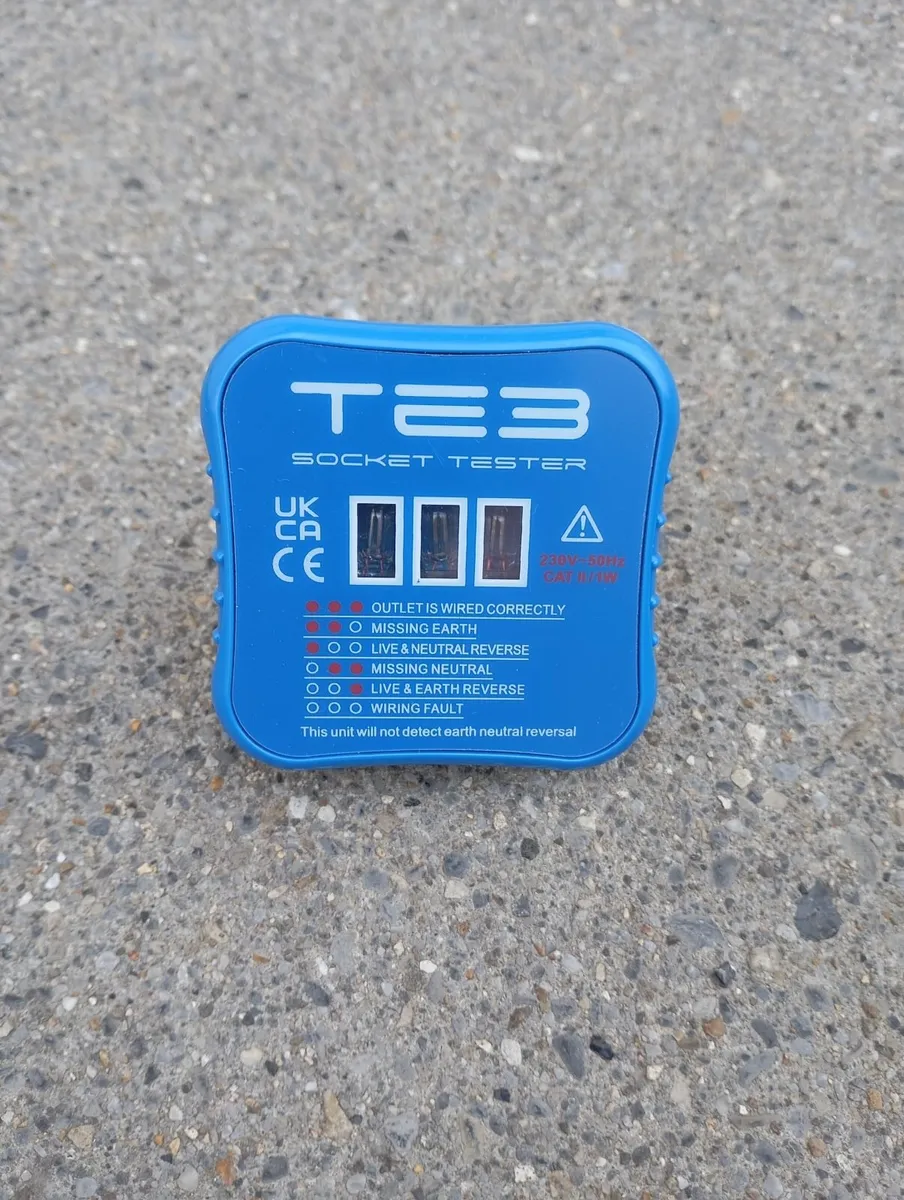 TE3
SOCKET TESTER
UK
CA
CE
230V~50Hz
CAT II/1W
OUTLET IS WIRED CORRECTLY
MISSING EARTH
LIVE & NEUTRAL REVERSE
MISSING NEUTRAL
LIVE & EARTH REVERSE
WIRING FAULT
This unit will not detect earth neutral reversal